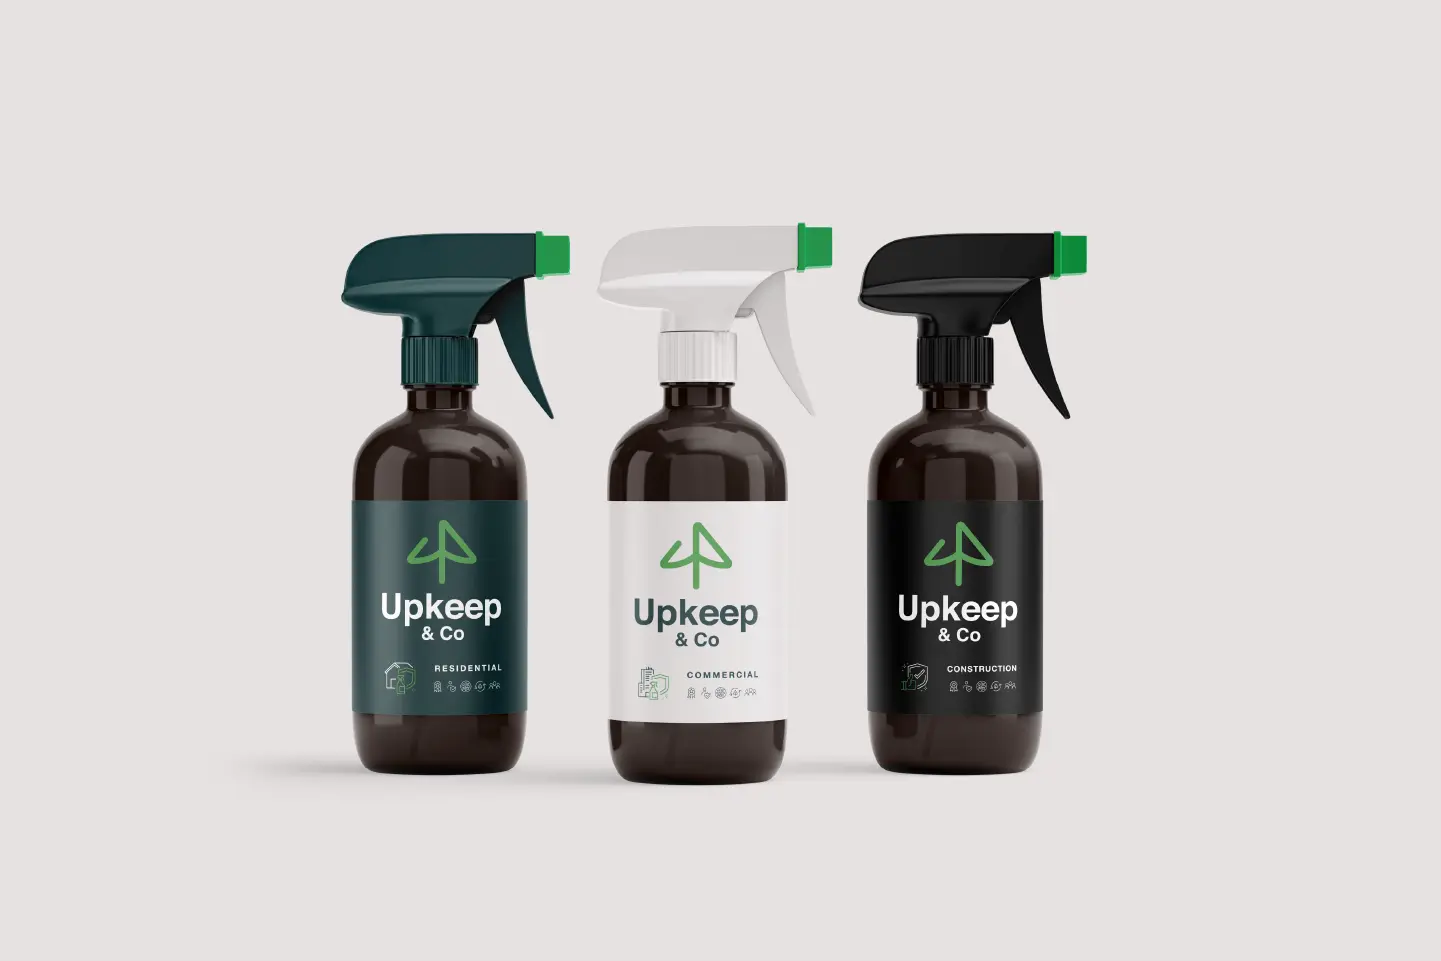 Upkeep
& Co
RESIDENTIAL
Upkeep
& Co
COMMERCIAL
Upkeep
& Co
CONSTRUCTION